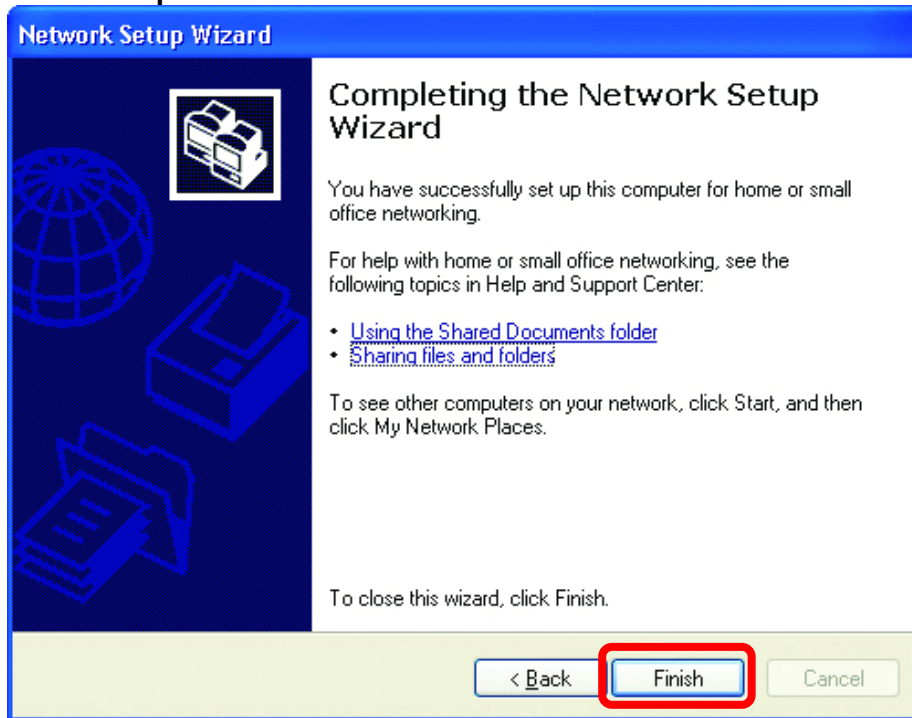 Network Setup Wizard
Completing the Network Setup
Wizard
You have successfully set up this computer for home or small
office networking.
For help with home or small office networking, see the
following topics in Help and Support Center:
• Using the Shared Documents folder
• Sharing files and folders
To see other computers on your network, click Start, and then
click My Network Places.
To close this wizard, click Finish.
< Back
Finish
Cancel